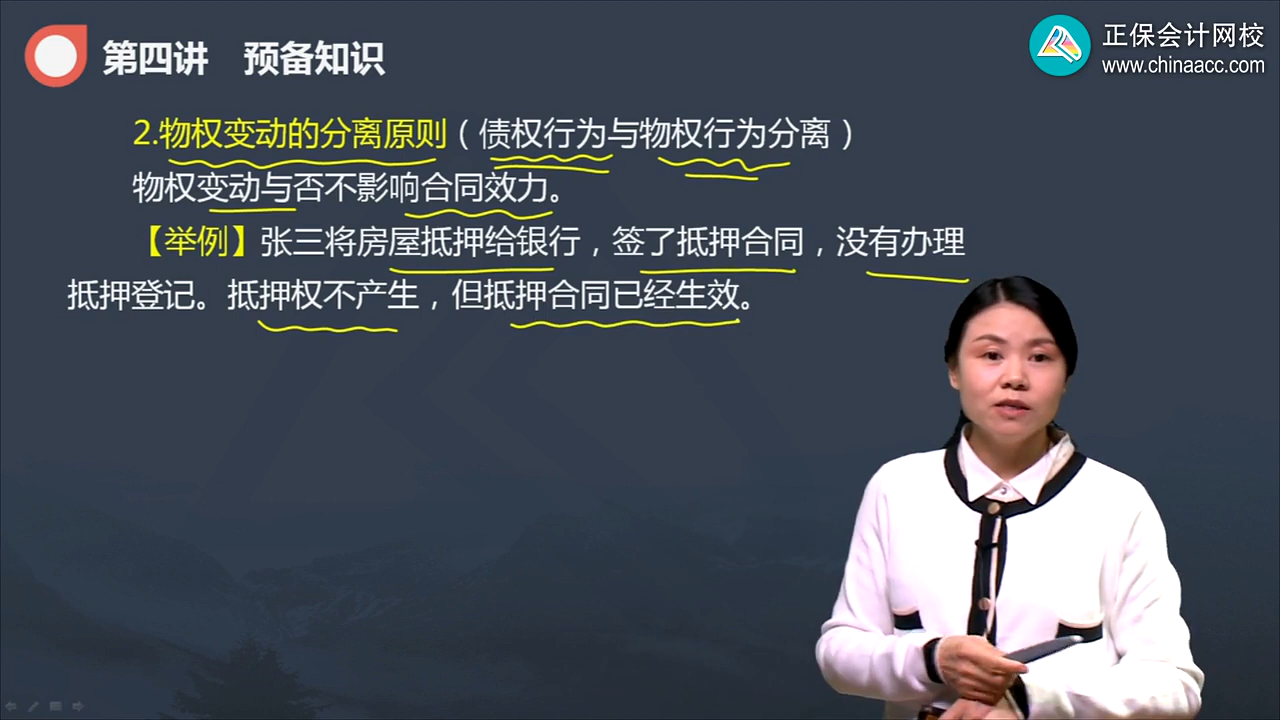 第四讲 预备知识
正保会计网校
www.chinaacc.com
2.物权变动的分离原则（债权行为与物权行为分离）
物权变动与否不影响合同效力。
【举例】张三将房屋抵押给银行，签了抵押合同，没有办理
抵押登记。抵押权不产生，但抵押合同已经生效。